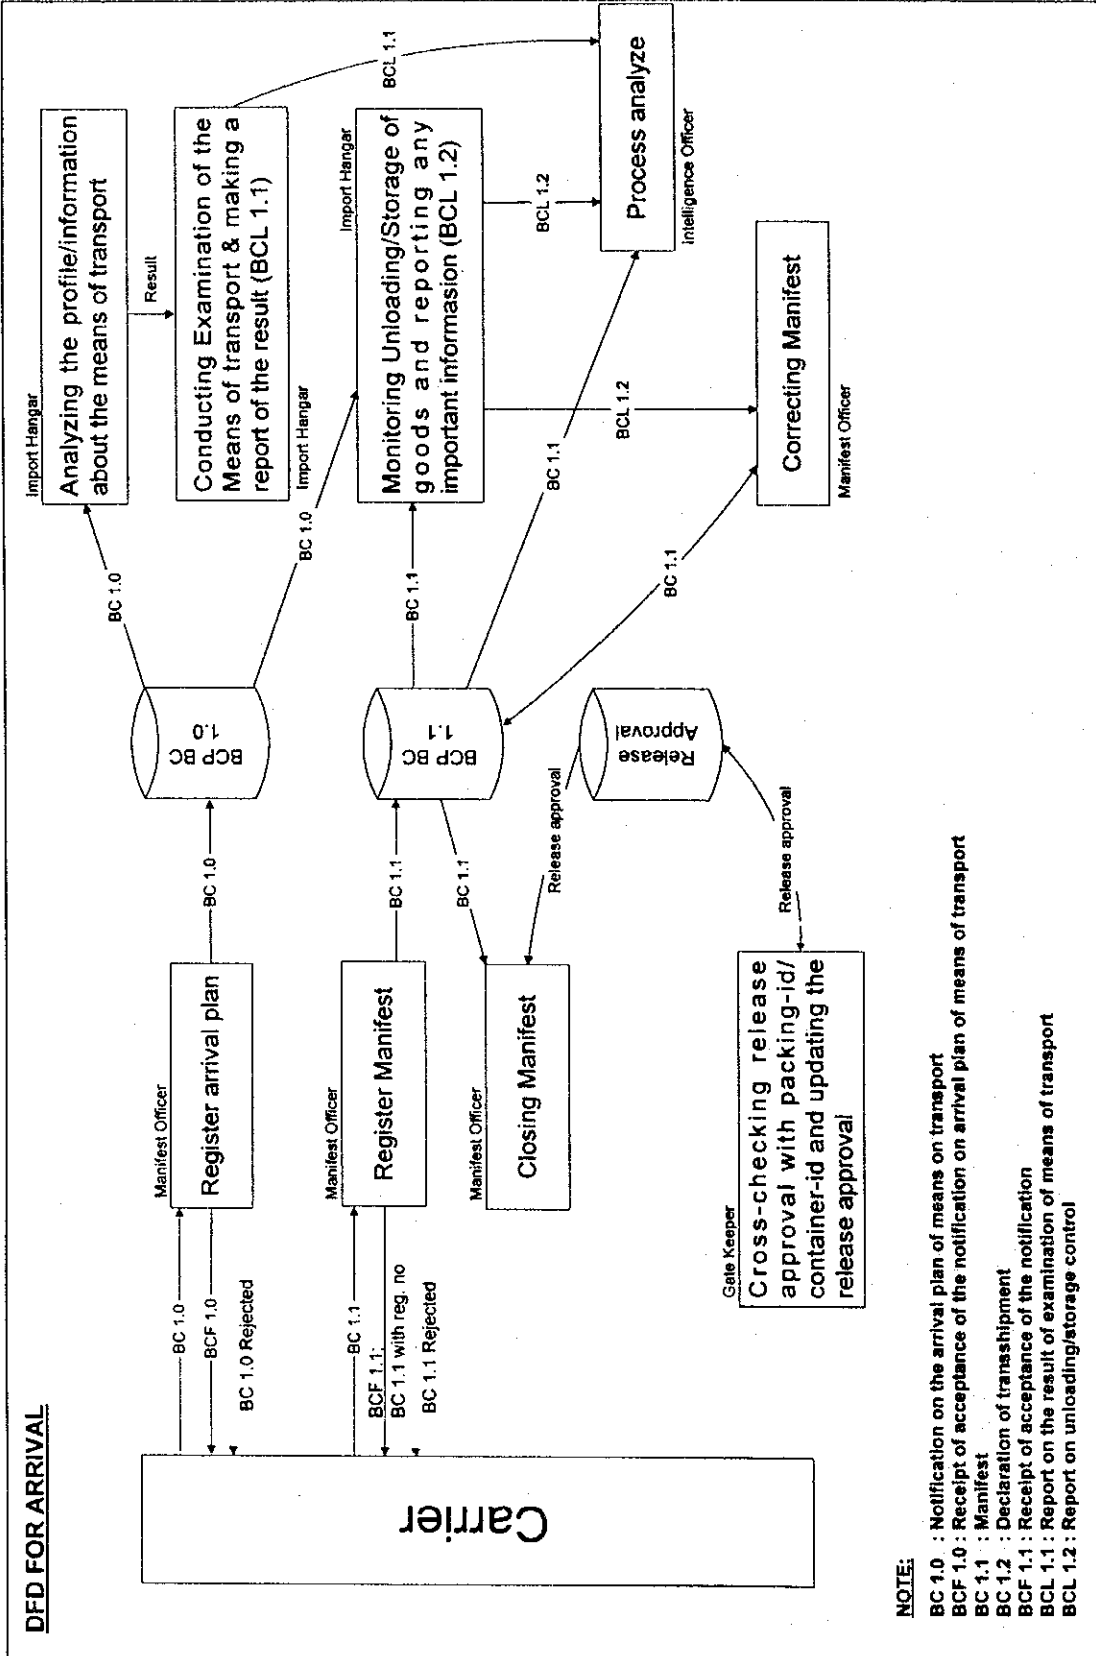 DFD FOR ARRIVAL
Carrier
BC 1.0
BCF 1.0
BC 1.0 Rejected
Manifest Officer
Register arrival plan
BC 1.0
BCP BC
1.0
BC 1.0
BC 1.0
Import Hangar
Analyzing the profile/information
about the means of transport
Result
Conducting Examination of the
Means of transport & making a
report of the result (BCL 1.1)
Import Hangar
BCL 1.1
BC 1.1
BCF 1.1;
BC 1.1 with reg. no
BC 1.1 Rejected
Manifest Officer
Register Manifest
BC 1.1
BCP BC
1.1
BC 1.1
BC 1.1
Import Hangar
Monitoring Unloading/Storage of
goods and reporting any
important informasion (BCL 1.2)
BCL 1.2
BCL 1.2
BC 1.1
Process analyze
Intelligence Officer
Manifest Officer
Closing Manifest
Release approval
Release
Approval
Release approval
BC 1.1
Correcting Manifest
Manifest Officer
Gate Keeper
Cross-checking release
approval with packing-id/
container-id and updating the
release approval
NOTE:
BC 1.0 : Notification on the arrival plan of means on transport
BCF 1.0 : Receipt of acceptance of the notification on arrival plan of means of transport
BC 1.1 : Manifest
BC 1.2 : Declaration of transshipment
BCF 1.1 : Receipt of acceptance of the notification
BCL 1.1 : Report on the result of examination of means of transport
BCL 1.2 : Report on unloading/storage control